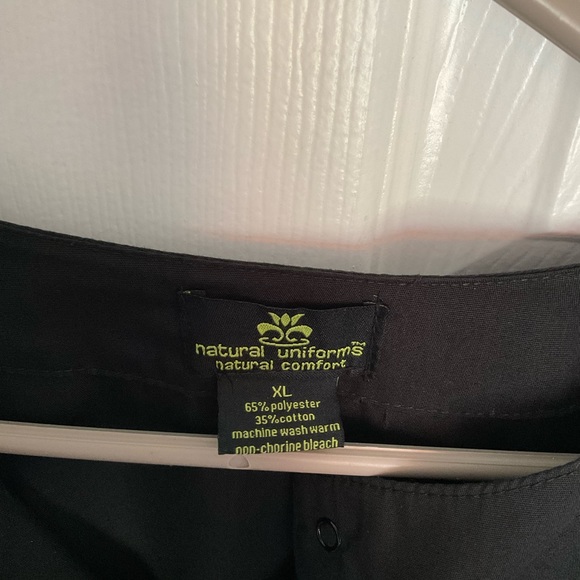 natural uniforms™
natural comfort
XL
65% polyester
35%cotton
machine wash warm
non-chorine bleach